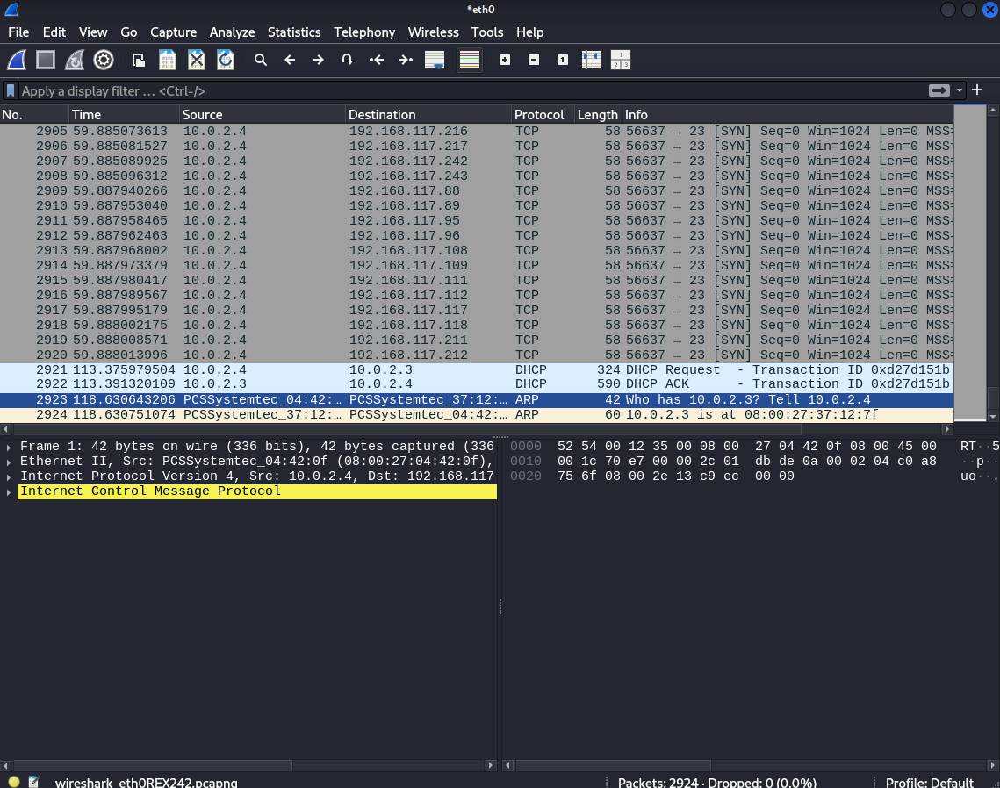 *eth0
File Edit View Go Capture Analyze Statistics Telephony Wireless Tools Help
Apply a display filter … <Ctrl-/>
No. Time Source Destination Protocol Length Info
2905 59.885073613 10.0.2.4 192.168.117.216 TCP 58 56637 → 23 [SYN] Seq=0 Win=1024 Len=0 MSS=
2906 59.885081527 10.0.2.4 192.168.117.217 TCP 58 56637 → 23 [SYN] Seq=0 Win=1024 Len=0 MSS=
2907 59.885089925 10.0.2.4 192.168.117.242 TCP 58 56637 → 23 [SYN] Seq=0 Win=1024 Len=0 MSS=
2908 59.885096312 10.0.2.4 192.168.117.243 TCP 58 56637 → 23 [SYN] Seq=0 Win=1024 Len=0 MSS=
2909 59.887940266 10.0.2.4 192.168.117.88 TCP 58 56637 → 23 [SYN] Seq=0 Win=1024 Len=0 MSS=
2910 59.887953040 10.0.2.4 192.168.117.89 TCP 58 56637 → 23 [SYN] Seq=0 Win=1024 Len=0 MSS=
2911 59.887958465 10.0.2.4 192.168.117.95 TCP 58 56637 → 23 [SYN] Seq=0 Win=1024 Len=0 MSS=
2912 59.887962463 10.0.2.4 192.168.117.96 TCP 58 56637 → 23 [SYN] Seq=0 Win=1024 Len=0 MSS=
2913 59.887968002 10.0.2.4 192.168.117.108 TCP 58 56637 → 23 [SYN] Seq=0 Win=1024 Len=0 MSS=
2914 59.887973379 10.0.2.4 192.168.117.109 TCP 58 56637 → 23 [SYN] Seq=0 Win=1024 Len=0 MSS=
2915 59.887980417 10.0.2.4 192.168.117.111 TCP 58 56637 → 23 [SYN] Seq=0 Win=1024 Len=0 MSS=
2916 59.887989567 10.0.2.4 192.168.117.112 TCP 58 56637 → 23 [SYN] Seq=0 Win=1024 Len=0 MSS=
2917 59.887995179 10.0.2.4 192.168.117.117 TCP 58 56637 → 23 [SYN] Seq=0 Win=1024 Len=0 MSS=
2918 59.888002175 10.0.2.4 192.168.117.118 TCP 58 56637 → 23 [SYN] Seq=0 Win=1024 Len=0 MSS=
2919 59.888008571 10.0.2.4 192.168.117.211 TCP 58 56637 → 23 [SYN] Seq=0 Win=1024 Len=0 MSS=
2920 59.888013996 10.0.2.4 192.168.117.212 TCP 58 56637 → 23 [SYN] Seq=0 Win=1024 Len=0 MSS=
2921 113.375979504 10.0.2.4 10.0.2.3 DHCP 324 DHCP Request - Transaction ID 0xd27d151b
2922 113.391320109 10.0.2.3 10.0.2.4 DHCP 590 DHCP ACK - Transaction ID 0xd27d151b
2923 118.630643206 PCSSystemtec_04:42:… PCSSystemtec_37:12:… ARP 42 Who has 10.0.2.3? Tell 10.0.2.4
2924 118.630751074 PCSSystemtec_37:12:… PCSSystemtec_04:42:… ARP 60 10.0.2.3 is at 08:00:27:37:12:7f
Frame 1: 42 bytes on wire (336 bits), 42 bytes captured (336
Ethernet II, Src: PCSSystemtec_04:42:0f (08:00:27:04:42:0f),
Internet Protocol Version 4, Src: 10.0.2.4, Dst: 192.168.117
Internet Control Message Protocol
0000 52 54 00 12 35 00 08 00 27 04 42 0f 08 00 45 00 RT··5
0010 00 1c 70 e7 00 00 2c 01 db de 0a 00 02 04 c0 a8 ··p·
0020 75 6f 08 00 2e 13 c9 ec 00 00 uo··.
wireshark_eth0REX242.pcapng
Packets: 2924 · Dropped: 0 (0.0%)
Profile: Default